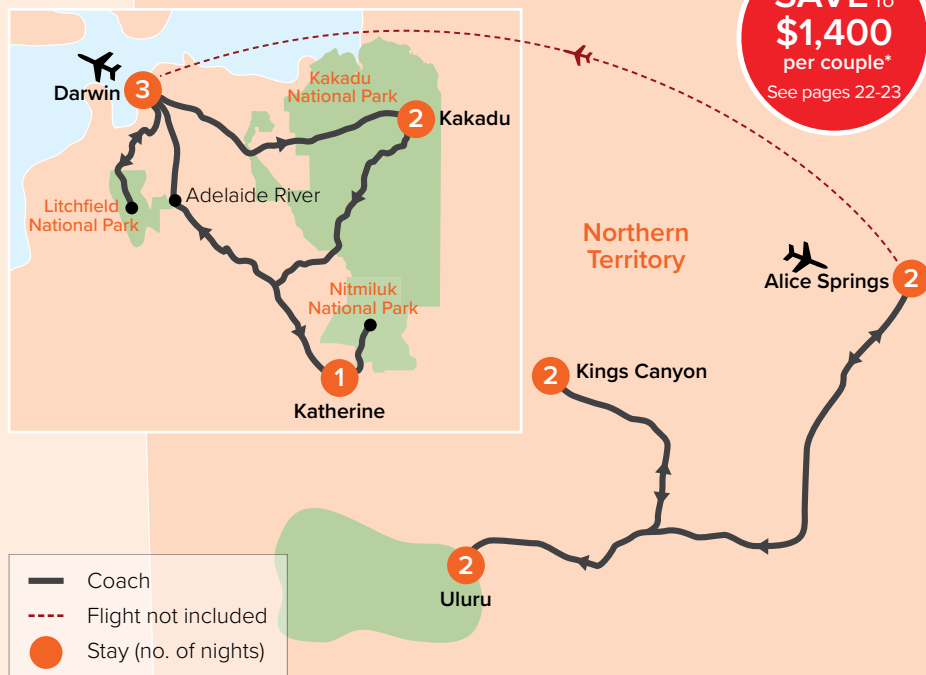 SAVE TO
$1,400
per couple*
See pages 22-23
Darwin
3
Kakadu
National Park
2
Kakadu
Litchfield
National Park
Adelaide River
Nitmiluk
National Park
1
Katherine
Northern
Territory
Alice Springs
2
2
Kings Canyon
2
Uluru
Coach
Flight not included
Stay (no. of nights)